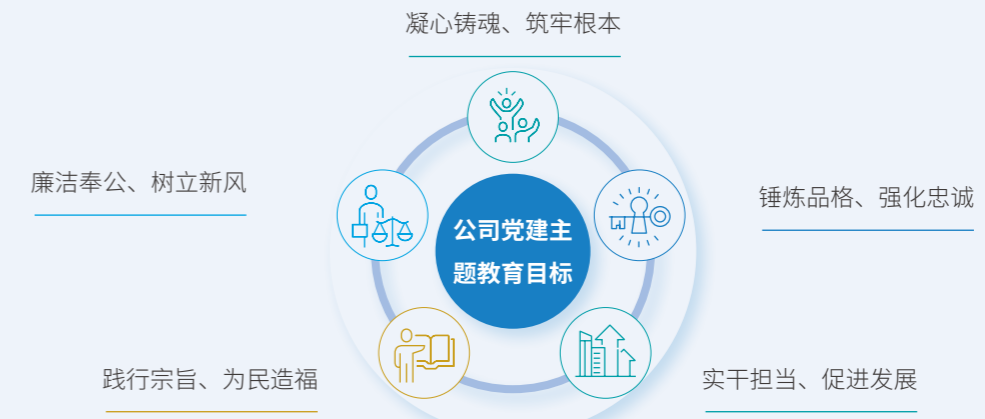 凝心铸魂、筑牢根本
廉洁奉公、树立新风
锤炼品格、强化忠诚
公司党建主
题教育目标
践行宗旨、为民造福
实干担当、促进发展